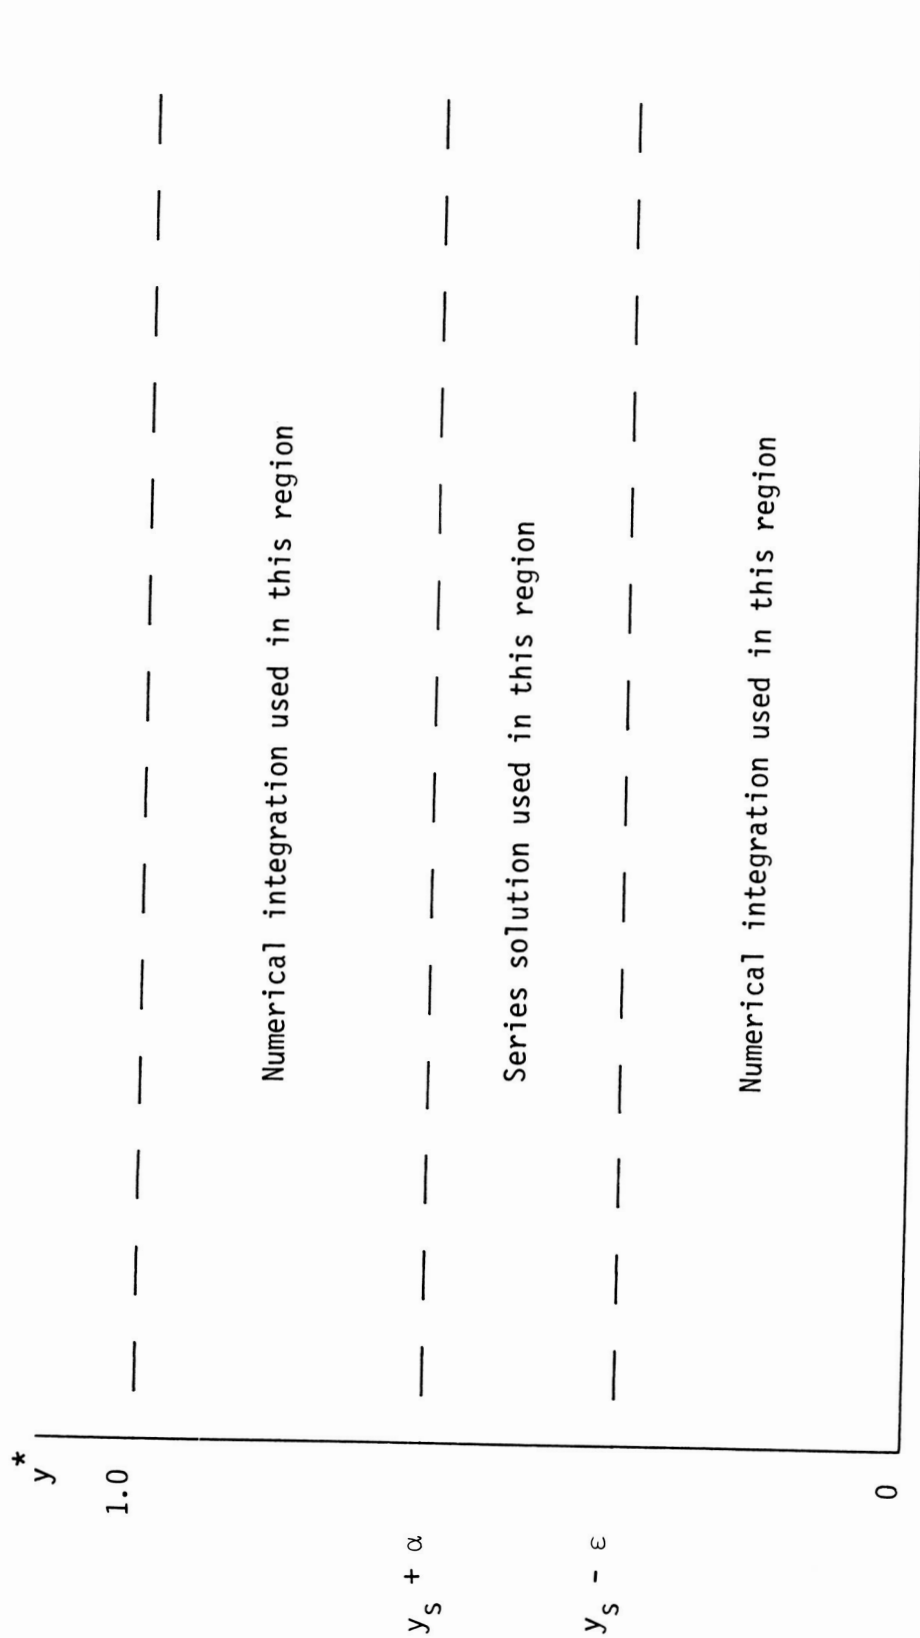 y*
1.0
Numerical integration used in this region
y_s + α
Series solution used in this region
y_s - ε
Numerical integration used in this region
0